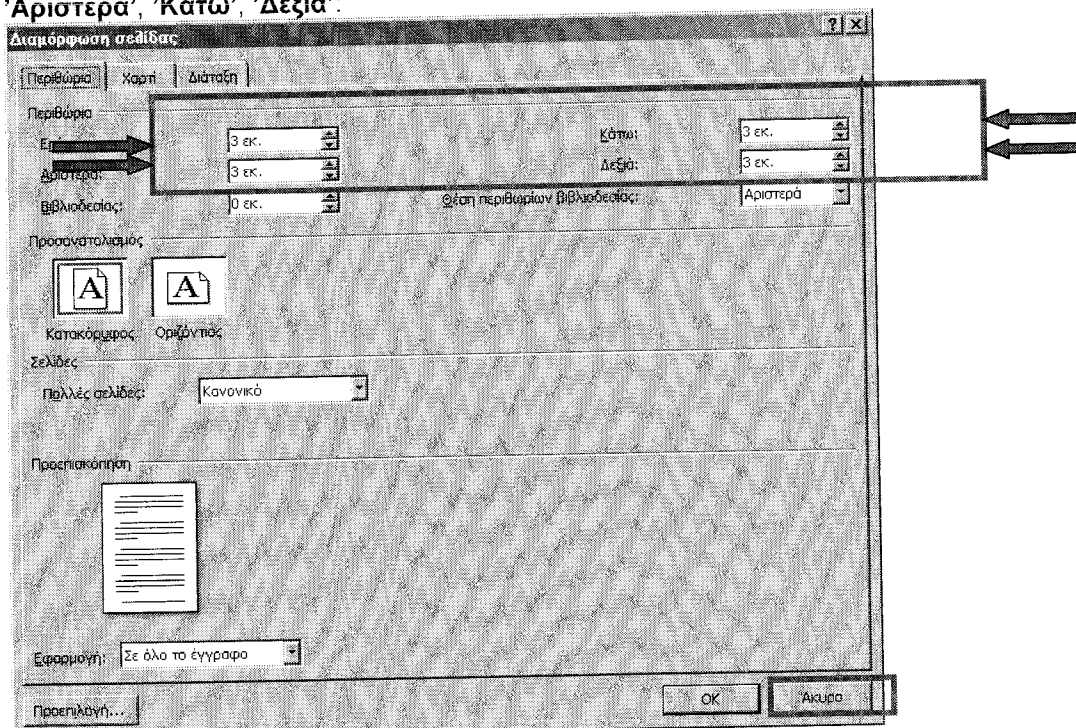 'Αριστερά', 'Κάτω', 'Δεξιά'.
Διαμόρφωση σελίδας
Περιθώρια Χαρτί Διάταξη
Περιθώρια
3 εκ. Κάτω: 3 εκ.
Αριστερά: 3 εκ. Δεξιά: 3 εκ.
Βιβλιοδεσίας: 0 εκ. Θέση περιθωρίων βιβλιοδεσίας: Αριστερά
Προσανατολισμός
A A
Κατακόρυφος Οριζόντιος
Σελίδες
Πολλές σελίδες: Κανονικό
Προεπισκόπηση
Εφαρμογή: Σε όλο το έγγραφο
Προεπιλογή... OK Άκυρο